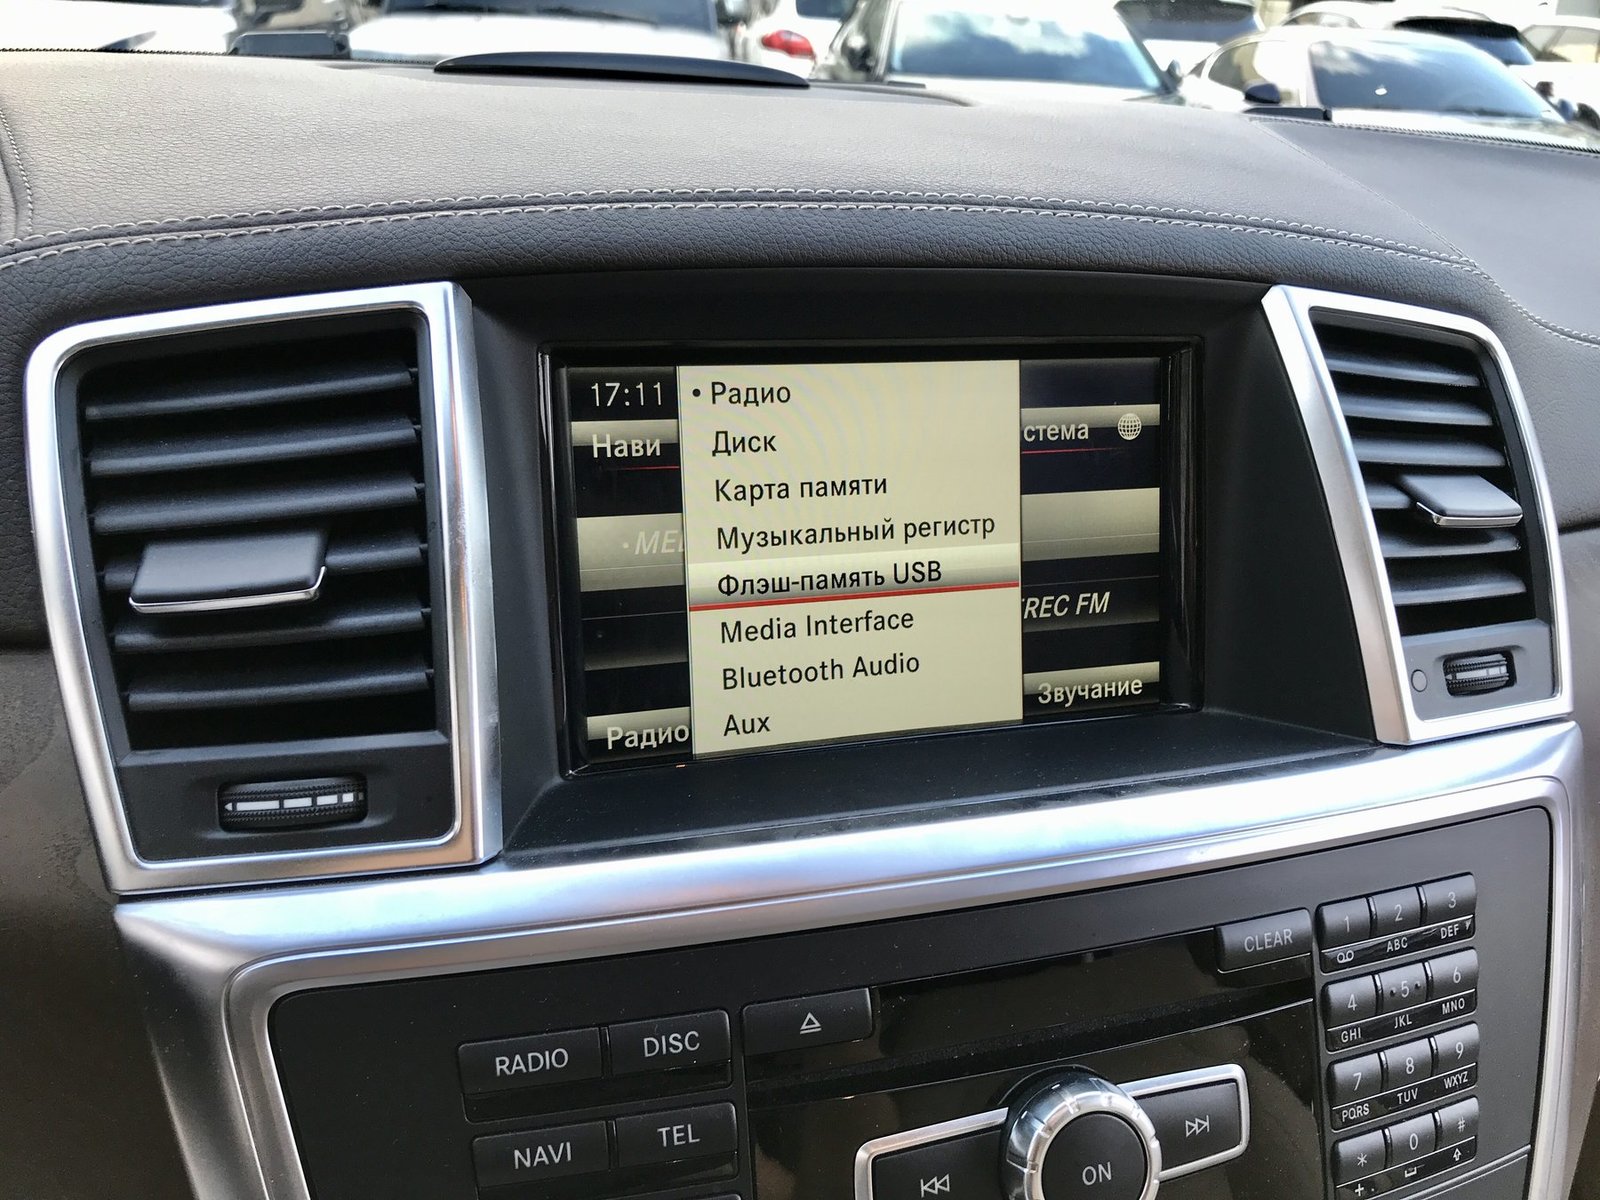 17:11
Нави
стема
• Радио
Диск
Карта памяти
Музыкальный регистр
Флэш-память USB
Media Interface
Bluetooth Audio
Aux
REC FM
Радио
Звучание
CLEAR
1
2 ABC
3 DEF
4 GHI
5 JKL
6 MNO
7 PQRS
8 TUV
9 WXYZ
*
+
0
#
RADIO
DISC
NAVI
TEL
ON